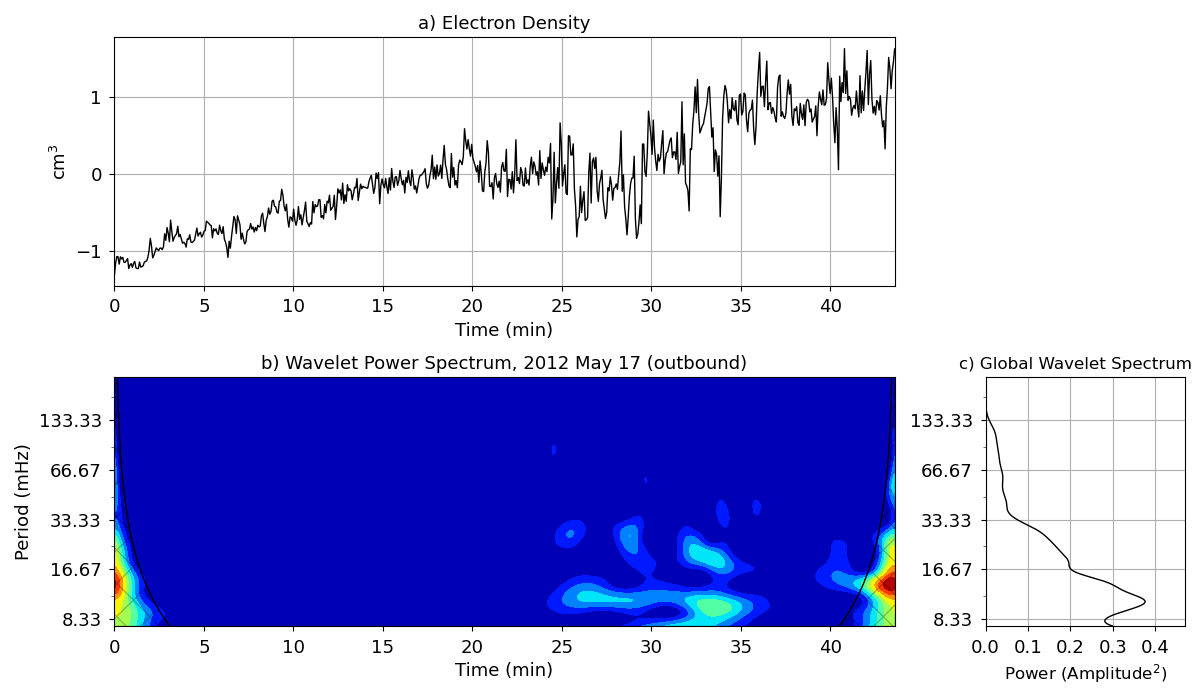 a) Electron Density
cm³
1
0
−1
0 5 10 15 20 25 30 35 40
Time (min)
b) Wavelet Power Spectrum, 2012 May 17 (outbound)
Period (mHz)
133.33
66.67
33.33
16.67
8.33
0 5 10 15 20 25 30 35 40
Time (min)
c) Global Wavelet Spectrum
133.33
66.67
33.33
16.67
8.33
0.0 0.1 0.2 0.3 0.4
Power (Amplitude²)